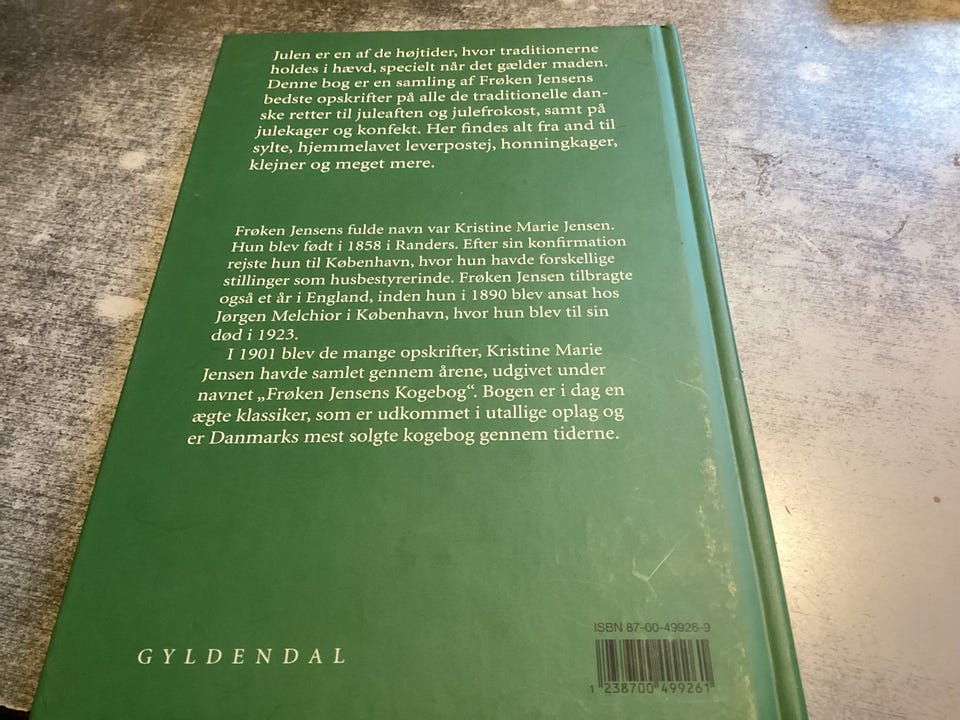 Julen er en af de højtider, hvor traditionerne
holdes i hævd, specielt når det gælder maden.
Denne bog er en samling af Frøken Jensens
bedste opskrifter på alle de traditionelle dan-
ske retter til juleaften og julefrokost, samt på
julekager og konfekt. Her findes alt fra and til
sylte, hjemmelavet leverpostej, honningkager,
klejner og meget mere.
Frøken Jensens fulde navn var Kristine Marie Jensen.
Hun blev født i 1858 i Randers. Efter sin konfirmation
rejste hun til København, hvor hun havde forskellige
stillinger som husbestyrerinde. Frøken Jensen tilbragte
også et år i England, inden hun i 1890 blev ansat hos
Jørgen Melchior i København, hvor hun blev til sin
død i 1923.
I 1901 blev de mange opskrifter, Kristine Marie
Jensen havde samlet gennem årene, udgivet under
navnet „Frøken Jensens Kogebog“. Bogen er i dag en
ægte klassiker, som er udkommet i utallige oplag og
er Danmarks mest solgte kogebog gennem tiderne.
ISBN 87-00-49926-9
GYLDENDAL
1 238700 499261